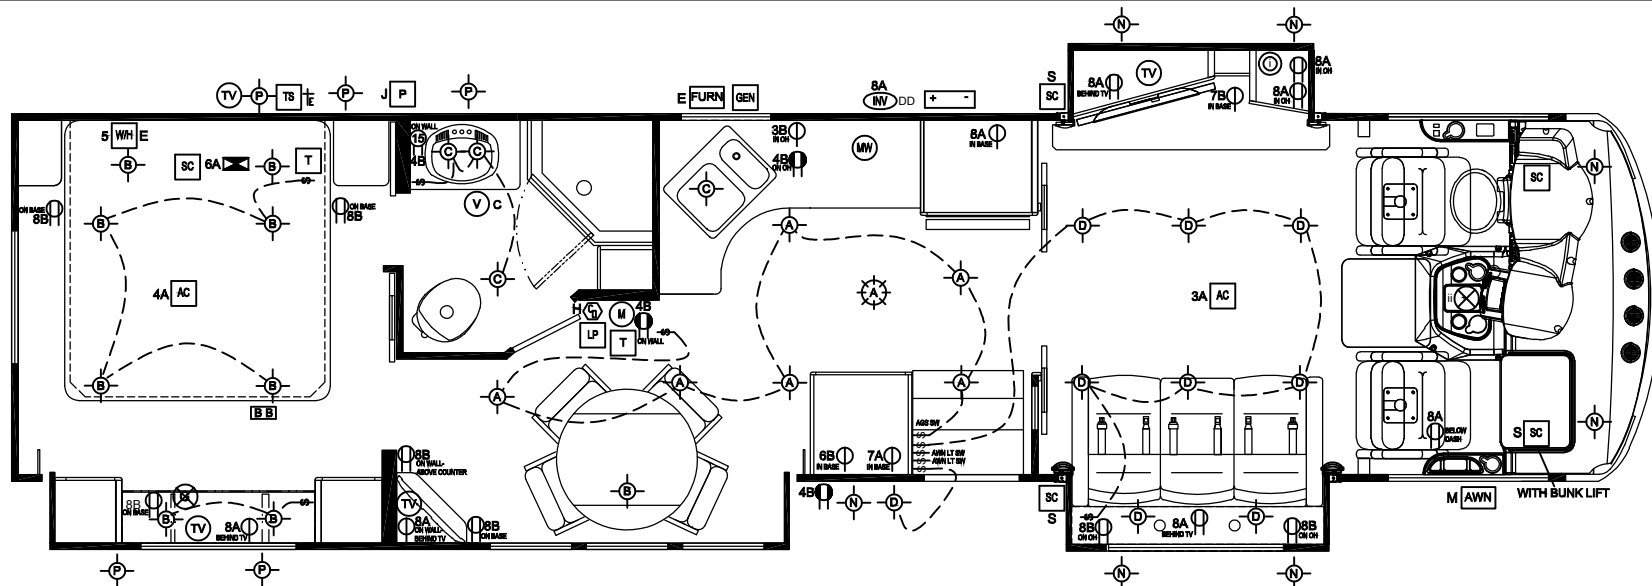 N
N
TV
P
TS
E
P
J P
P
E FURN GEN
8A
INV DD
+ -
S
SC
8A
BEHIND TV
TV
7B
IN BASE
8A
IN OH
8A
IN OH
5 W/H E
B
SC 6A
B
T
ON WALL
15
4B
C C
V C
3B
IN OH
4B
ON OH
MW
8A
IN BASE
C
SC
N
ON BASE
8B
B
B
ON BASE
8B
A
D
D
D
C
A
A
4A AC
3A AC
H
M
4B
ON WALL
LP
T
B
B
B B
A
A
A
A
D
D
D
AGS SW
AWN LT SW
AWN LT SW
8A
BELOW
DASH
S SC
N
8B
ON WALL-
ABOVE COUNTER
6B
IN BASE
7A
IN BASE
B
4B
N
D
SC
S
M AWN
WITH BUNK LIFT
8B
ON BASE
B
TV
8A
BEHIND TV
B
TV
8A
ON WALL-
BEHIND TV
8B
ON BASE
8B
ON OH
D
8A
BEHIND TV
D
8B
ON OH
P
P
N
N